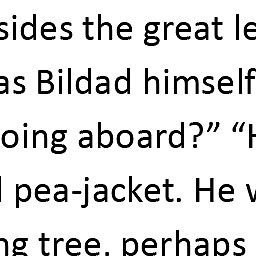 sides the great le
as Bildad himself
oing aboard?” “H
l pea-jacket. He w
ng tree, perhaps